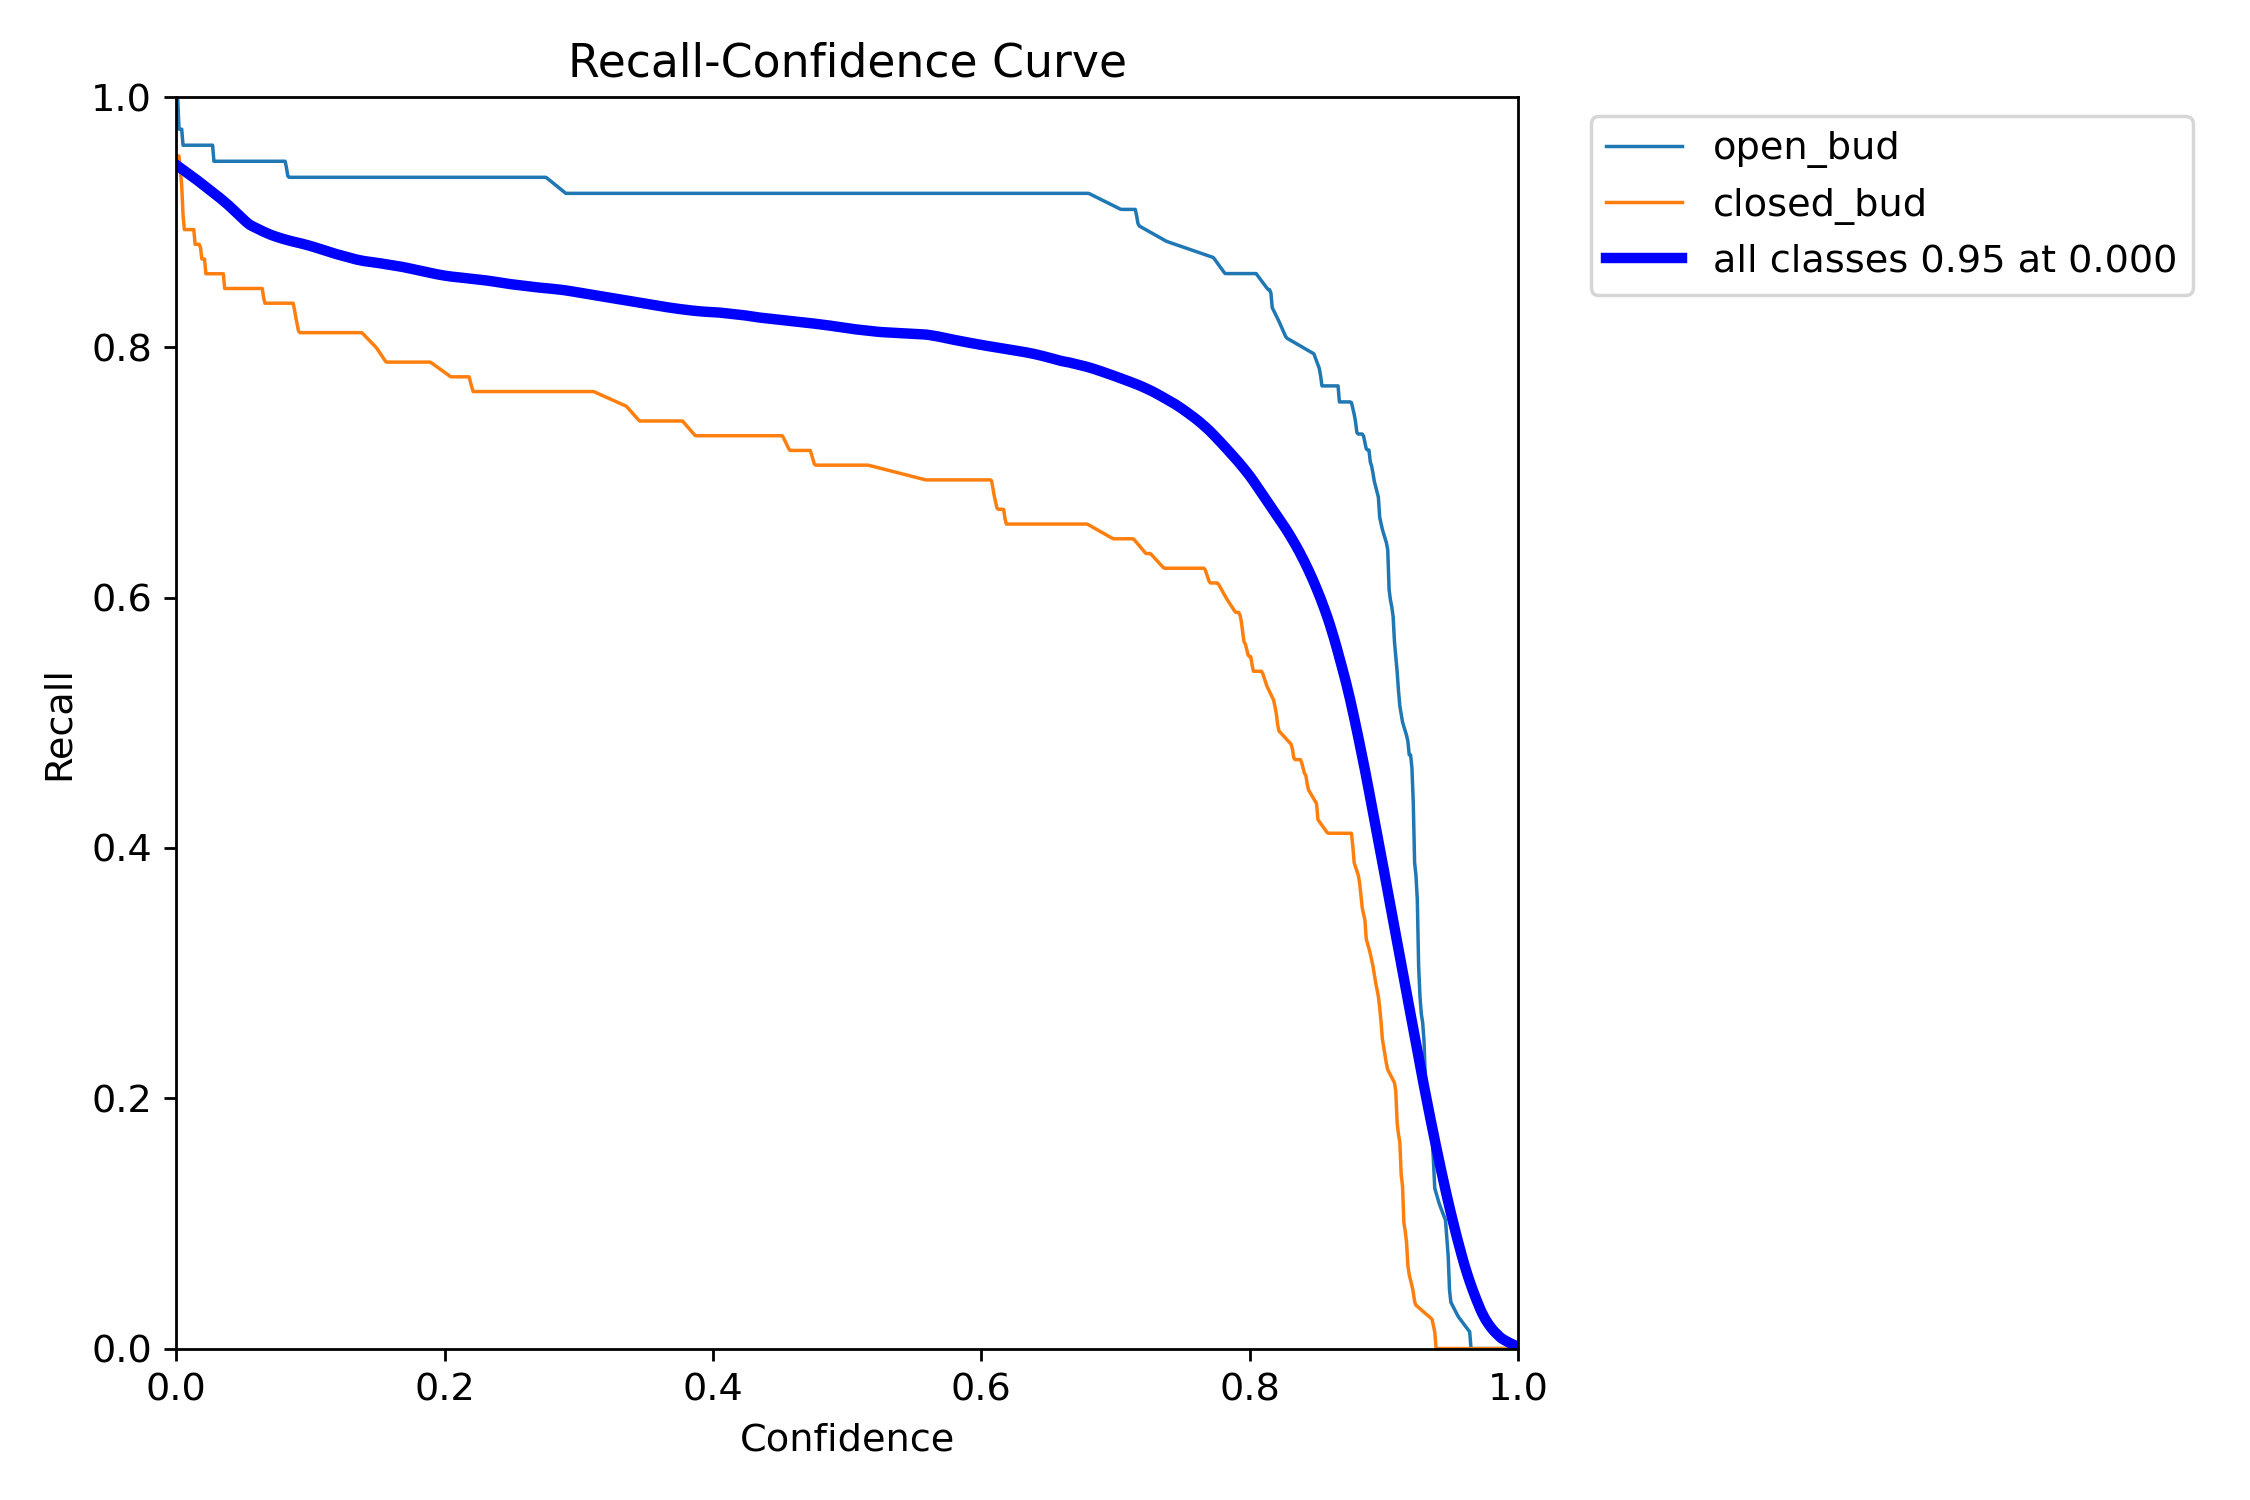 Recall-Confidence Curve
1.0
0.8
0.6
0.4
0.2
0.0
Recall
0.0 0.2 0.4 0.6 0.8 1.0
Confidence
open_bud
closed_bud
all classes 0.95 at 0.000